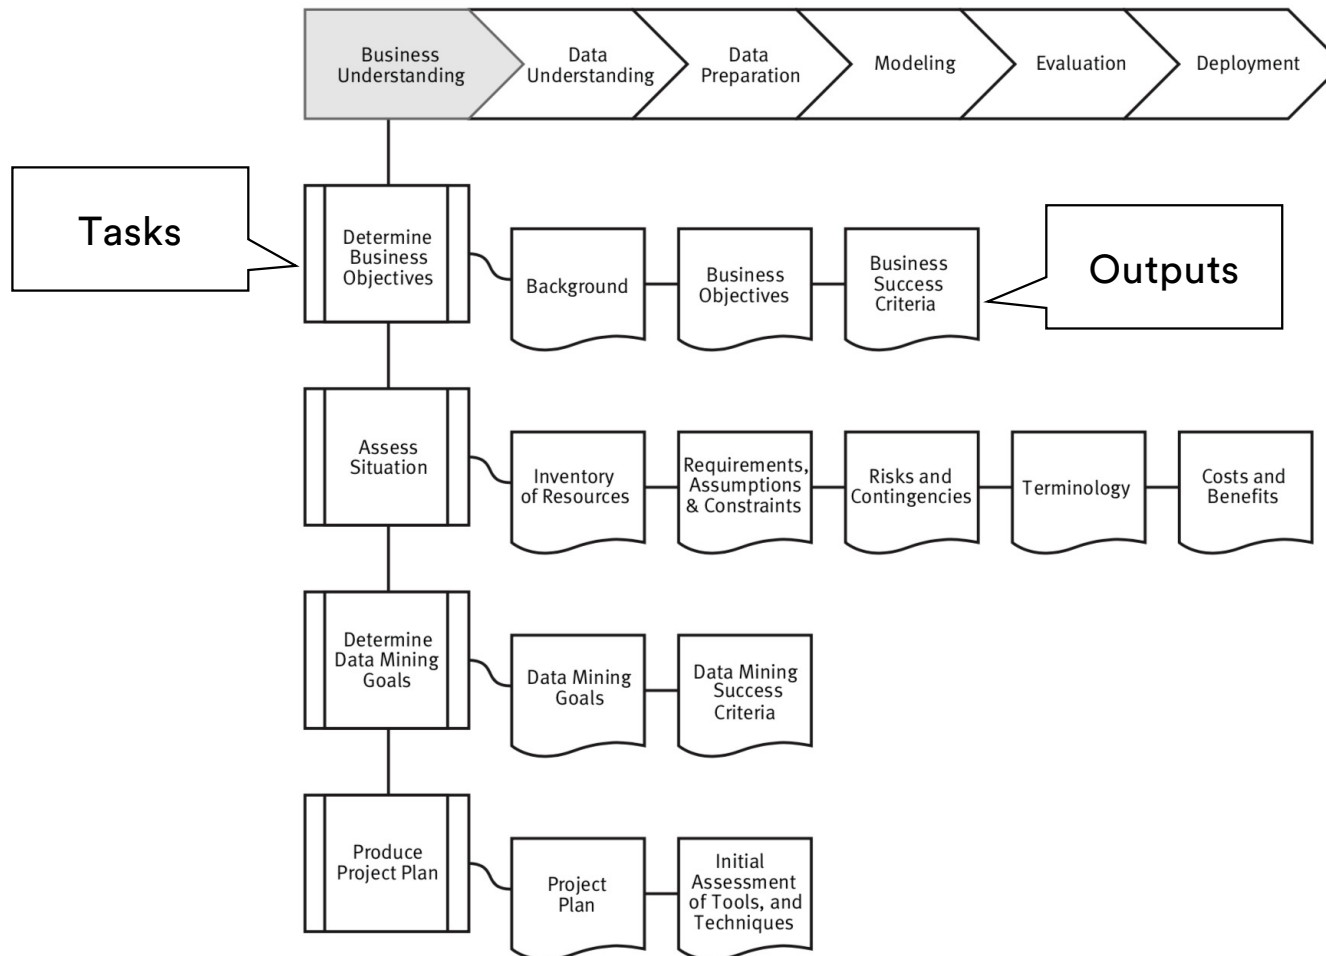 Business
Understanding
Data
Understanding
Data
Preparation
Modeling
Evaluation
Deployment
Tasks
Determine
Business
Objectives
Background
Business
Objectives
Business
Success
Criteria
Outputs
Assess
Situation
Inventory
of Resources
Requirements,
Assumptions
& Constraints
Risks and
Contingencies
Terminology
Costs and
Benefits
Determine
Data Mining
Goals
Data Mining
Goals
Data Mining
Success
Criteria
Produce
Project Plan
Project
Plan
Initial
Assessment
of Tools, and
Techniques